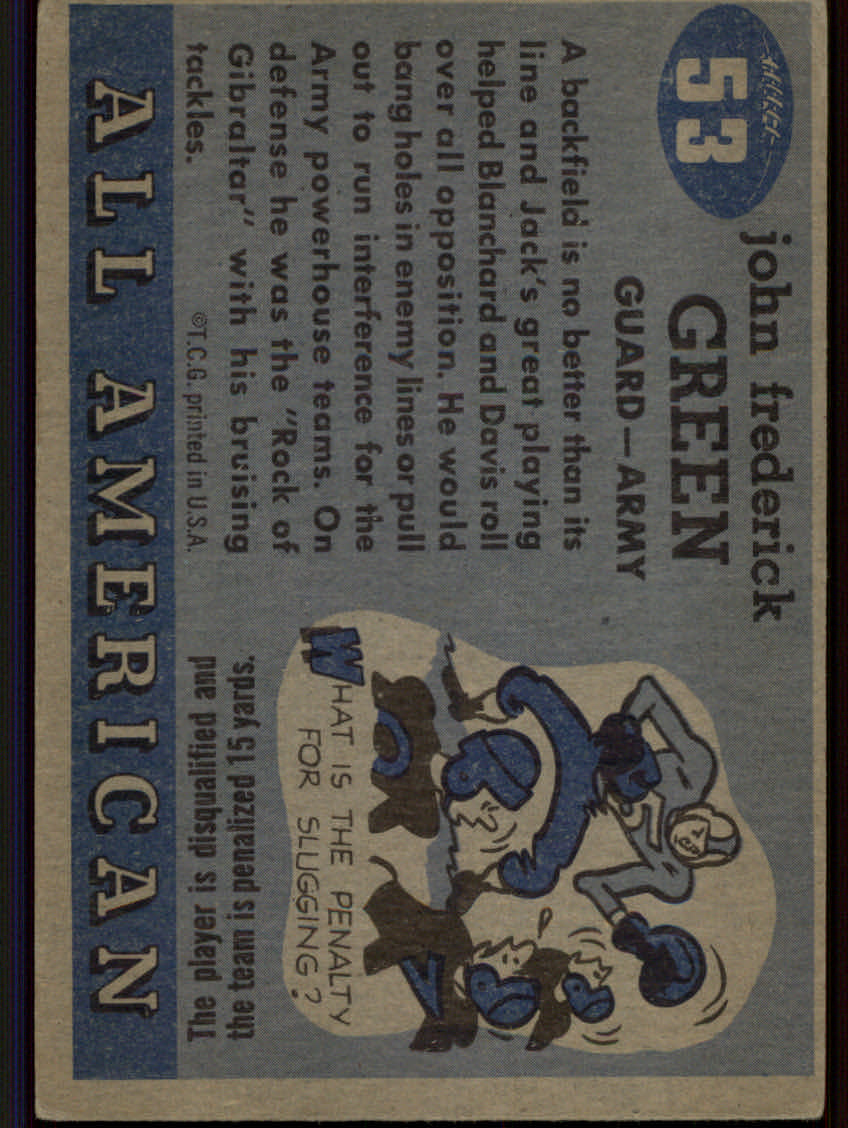 53
john frederick
GREEN
GUARD—ARMY
A backfield is no better than its
line and Jack's great playing
helped Blanchard and Davis roll
over all opposition. He would
bang holes in enemy lines or pull
out to run interference for the
Army powerhouse teams. On
defense he was the "Rock of
Gibraltar" with his bruising
tackles.
©T.C.G. printed in U.S.A.
WHAT IS THE PENALTY
FOR SLUGGING?
The player is disqualified and
the team is penalized 15 yards.
ALL AMERICAN